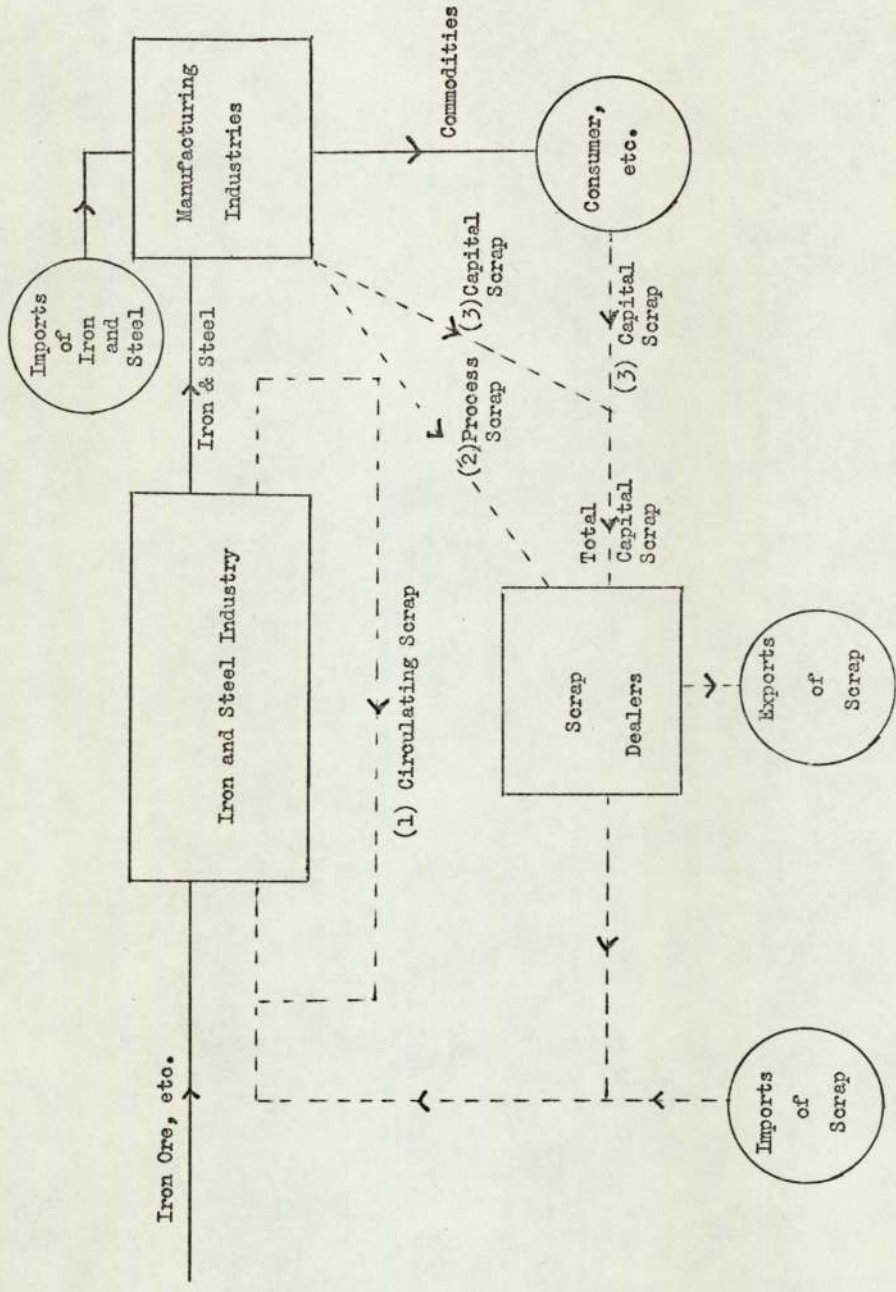 Iron Ore, etc.
Iron and Steel Industry
Iron & Steel
Imports
of
Iron
and
Steel
Manufacturing
Industries
Commodities
Consumer,
etc.
(1) Circulating Scrap
(2)Process
Scrap
(3)Capital
Scrap
(3) Capital
Scrap
Total
Capital
Scrap
Scrap
Dealers
Exports
of
Scrap
Imports
of
Scrap